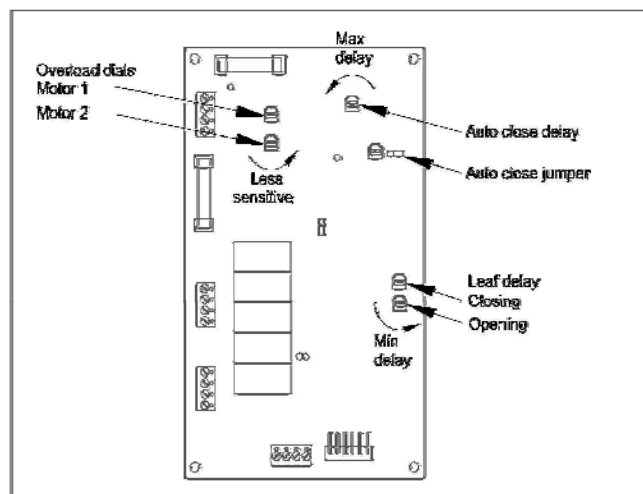 Max
delay
Overload dials
Motor 1
Motor 2
Auto close delay
Auto close jumper
Less
sensitive
Leaf delay
Closing
Opening
Min
delay